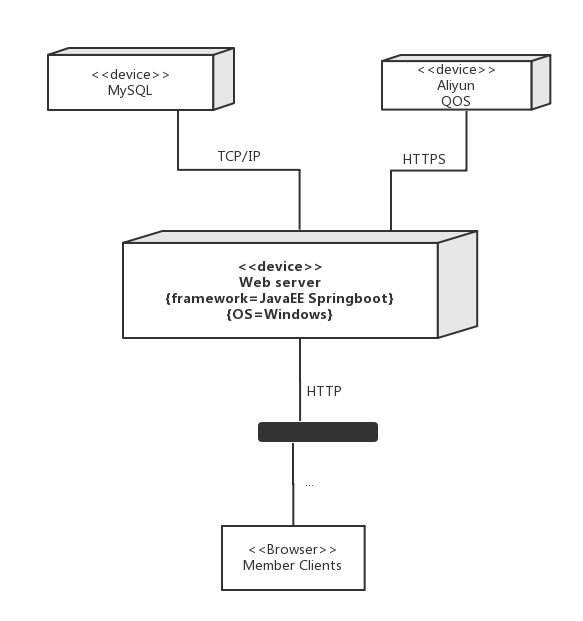 <<device>>
MySQL
<<device>>
Aliyun
QOS
TCP/IP
HTTPS
<<device>>
Web server
{framework=JavaEE Springboot}
{OS=Windows}
HTTP
...
<<Browser>>
Member Clients